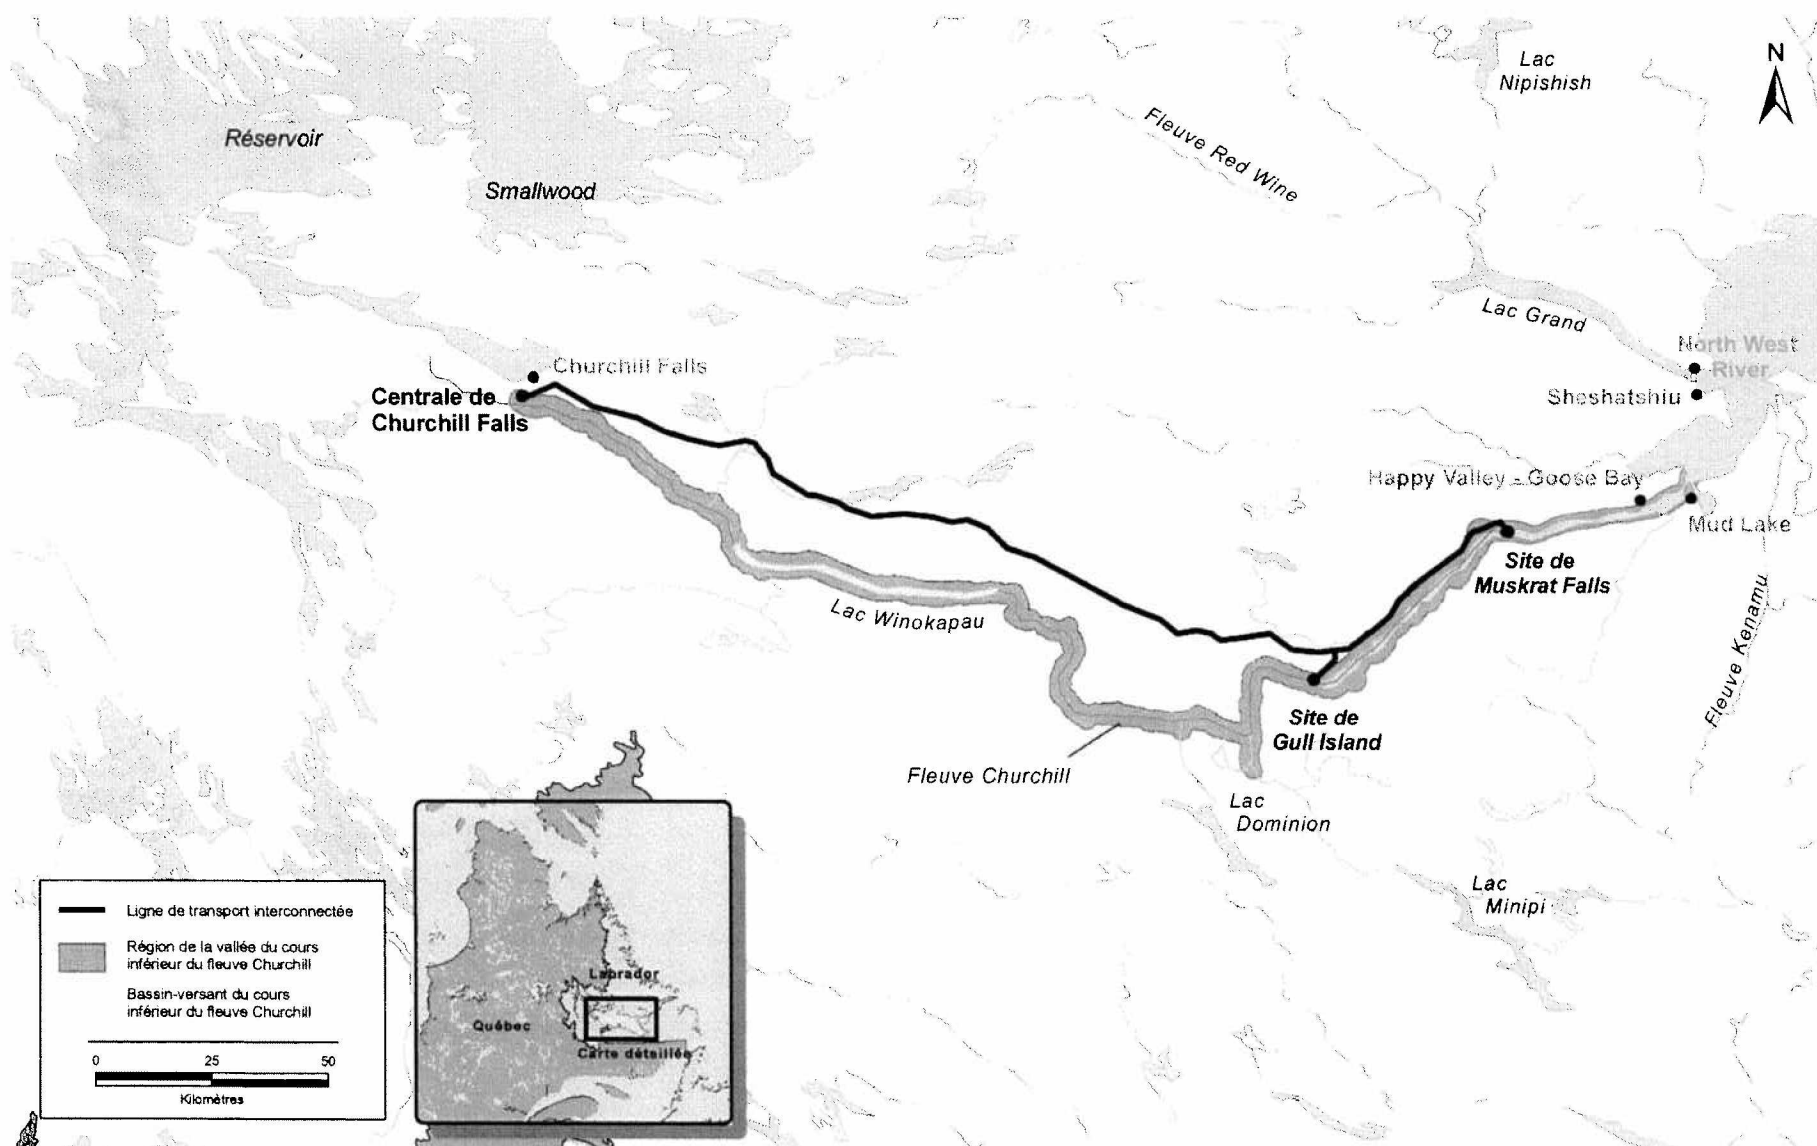 N
Lac
Nipishish
Réservoir
Fleuve Red Wine
Smallwood
Lac Grand
North West
River
Churchill Falls
Centrale de
Churchill Falls
Sheshatshiu
Happy Valley - Goose Bay
Mud Lake
Site de
Muskrat Falls
Lac Winokapau
Fleuve Kenamu
Site de
Gull Island
Fleuve Churchill
Lac
Dominion
Lac
Minipi
Ligne de transport interconnectée
Région de la vallée du cours
inférieur du fleuve Churchill
Bassin-versant du cours
inférieur du fleuve Churchill
0 25 50
Kilomètres
Labrador
Québec
Carte détaillée